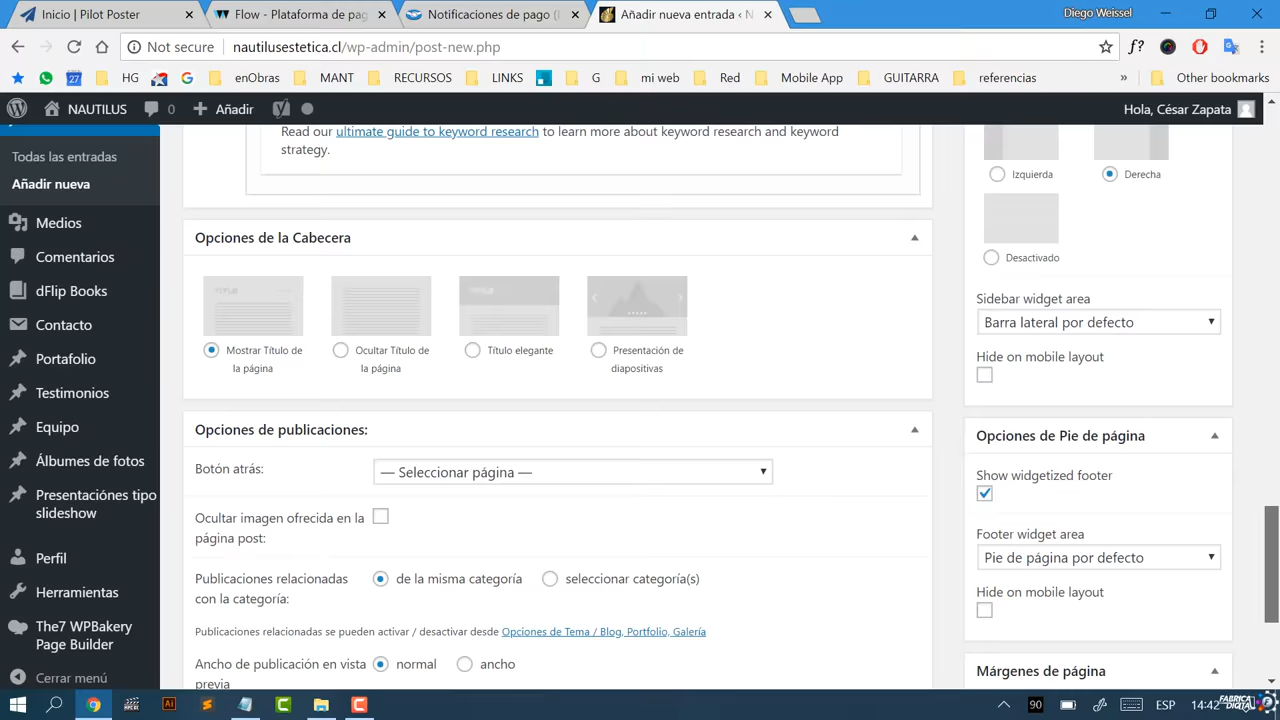 Inicio | Pilot Poster
Flow - Plataforma de pago
Notificaciones de pago (I
Añadir nueva entrada ‹ N
Diego Weissel
Not secure
nautilusestetica.cl/wp-admin/post-new.php
f?
27
HG
enObras
MANT
RECURSOS
LINKS
G
mi web
Red
Mobile App
GUITARRA
referencias
»
Other bookmarks
NAUTILUS
0
Añadir
Hola, César Zapata
Todas las entradas
Añadir nueva
Medios
Comentarios
dFlip Books
Contacto
Portafolio
Testimonios
Equipo
Álbumes de fotos
Presentaciónes tipo
slideshow
Perfil
Herramientas
The7 WPBakery
Page Builder
Cerrar menú
Read our ultimate guide to keyword research to learn more about keyword research and keyword
strategy.
Opciones de la Cabecera
TITLE
TITLE
Mostrar Título de
la página
Ocultar Título de
la página
Título elegante
Presentación de
diapositivas
Opciones de publicaciones:
Botón atrás:
— Seleccionar página —
Ocultar imagen ofrecida en la
página post:
Publicaciones relacionadas
con la categoría:
de la misma categoría
seleccionar categoría(s)
Publicaciones relacionadas se pueden activar / desactivar desde Opciones de Tema / Blog, Portfolio, Galería
Ancho de publicación en vista
previa
normal
ancho
Izquierda
Derecha
Desactivado
Sidebar widget area
Barra lateral por defecto
Hide on mobile layout
Opciones de Pie de página
Show widgetized footer
Footer widget area
Pie de página por defecto
Hide on mobile layout
Márgenes de página
Ai
90
ESP
14:42
FABRICA
DIGITAL